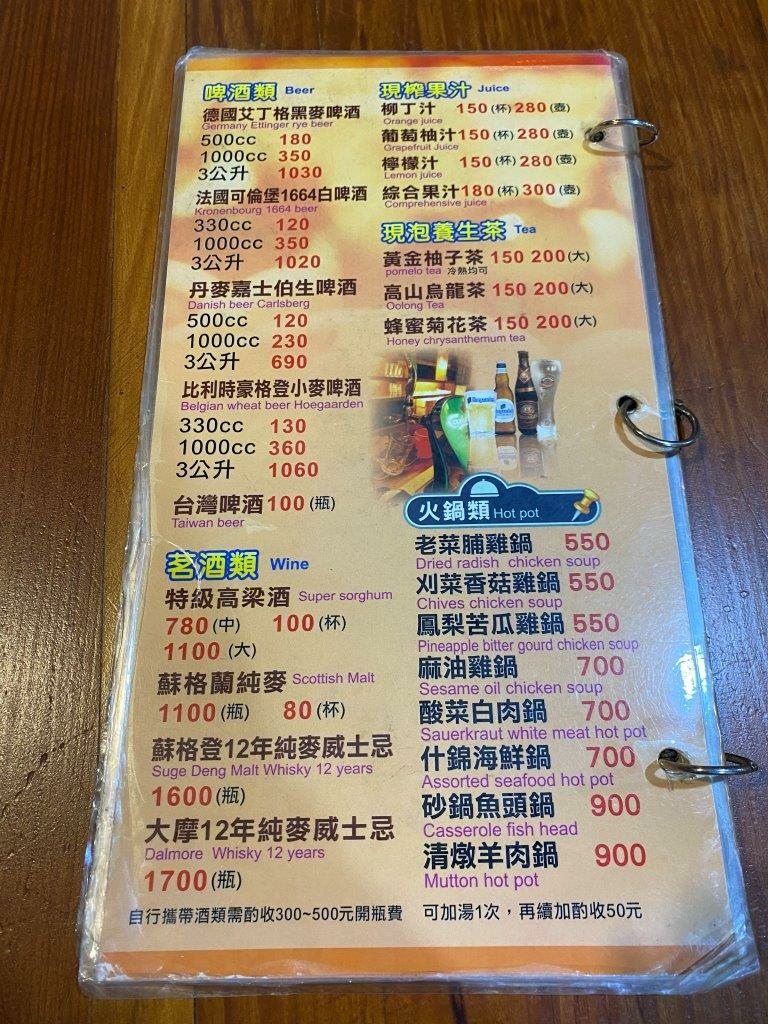 啤酒類 Beer
德國艾丁格黑麥啤酒
Germany Ettinger rye beer
500cc 180
1000cc 350
3公升 1030
法國可倫堡1664白啤酒
Kronenbourg 1664 beer
330cc 120
1000cc 350
3公升 1020
丹麥嘉士伯生啤酒
Danish beer Carlsberg
500cc 120
1000cc 230
3公升 690
比利時豪格登小麥啤酒
Belgian wheat beer Hoegaarden
330cc 130
1000cc 360
3公升 1060
台灣啤酒100(瓶)
Taiwan beer
茗酒類 Wine
特級高梁酒 Super sorghum
780(中) 100(杯)
1100(大)
蘇格蘭純麥 Scottish Malt
1100(瓶) 80(杯)
蘇格登12年純麥威士忌
Suge Deng Malt Whisky 12 years
1600(瓶)
大摩12年純麥威士忌
Dalmore Whisky 12 years
1700(瓶)
自行攜帶酒類需酌收300~500元開瓶費
現榨果汁 Juice
柳丁汁 150(杯)280(壺)
Orange juice
葡萄柚汁150(杯)280(壺)
Grapefruit Juice
檸檬汁 150(杯)280(壺)
Lemon juice
綜合果汁180(杯)300(壺)
Comprehensive juice
現泡養生茶 Tea
黃金柚子茶 150 200(大)
pomelo tea 冷熱均可
高山烏龍茶 150 200(大)
Oolong Tea
蜂蜜菊花茶 150 200(大)
Honey chrysanthemum tea
火鍋類 Hot pot
老菜脯雞鍋 550
Dried radish chicken soup
刈菜香菇雞鍋 550
Chives chicken soup
鳳梨苦瓜雞鍋 550
Pineapple bitter gourd chicken soup
麻油雞鍋 700
Sesame oil chicken soup
酸菜白肉鍋 700
Sauerkraut white meat hot pot
什錦海鮮鍋 700
Assorted seafood hot pot
砂鍋魚頭鍋 900
Casserole fish head
清燉羊肉鍋 900
Mutton hot pot
可加湯1次，再續加酌收50元